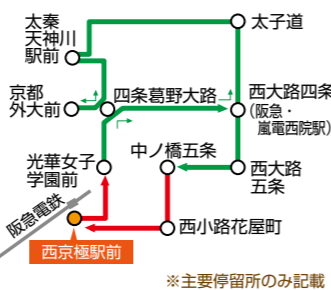 太秦
天神川
駅前
太子道
京都
外大前
四条葛野大路
西大路四条
(阪急・
嵐電西院駅)
光華女子
学園前
中ノ橋五条
西大路
五条
阪急電鉄
西小路花屋町
西京極駅前
※主要停留所のみ記載